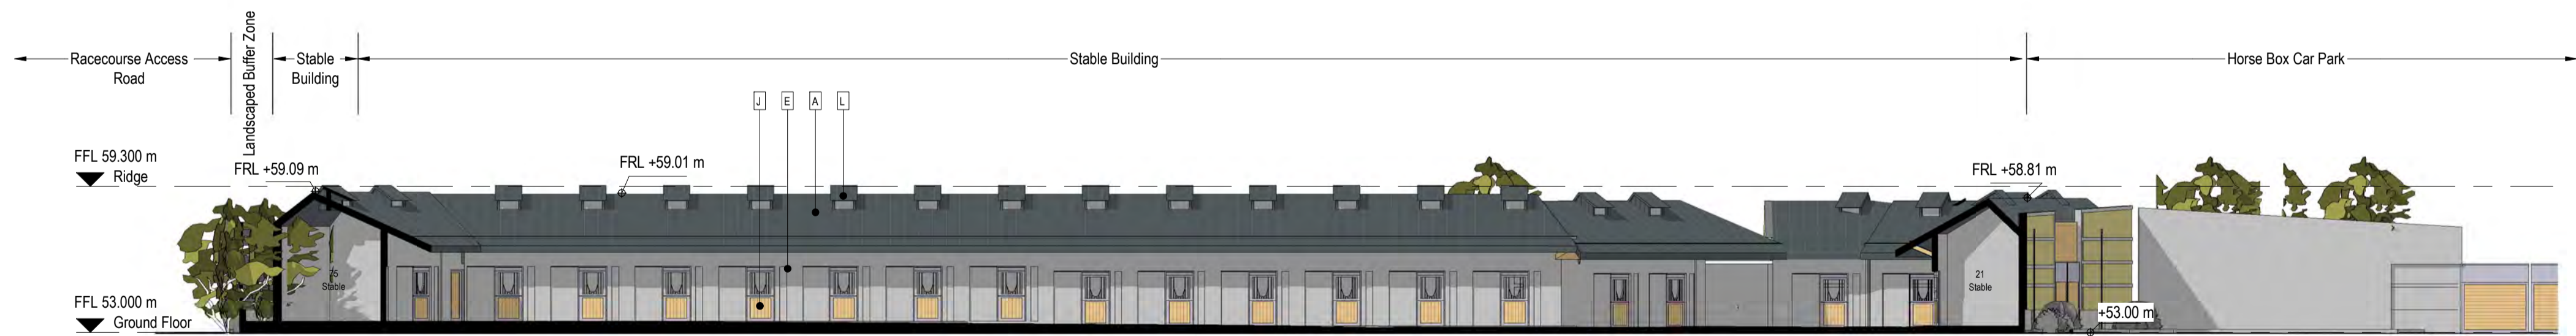 Racecourse Access
Road
Landscaped Buffer Zone
Stable
Building
Stable Building
Horse Box Car Park
J
E
A
L
FFL 59.300 m
Ridge
FRL +59.09 m
FRL +59.01 m
FRL +58.81 m
Stable
21
Stable
FFL 53.000 m
Ground Floor
+53.00 m